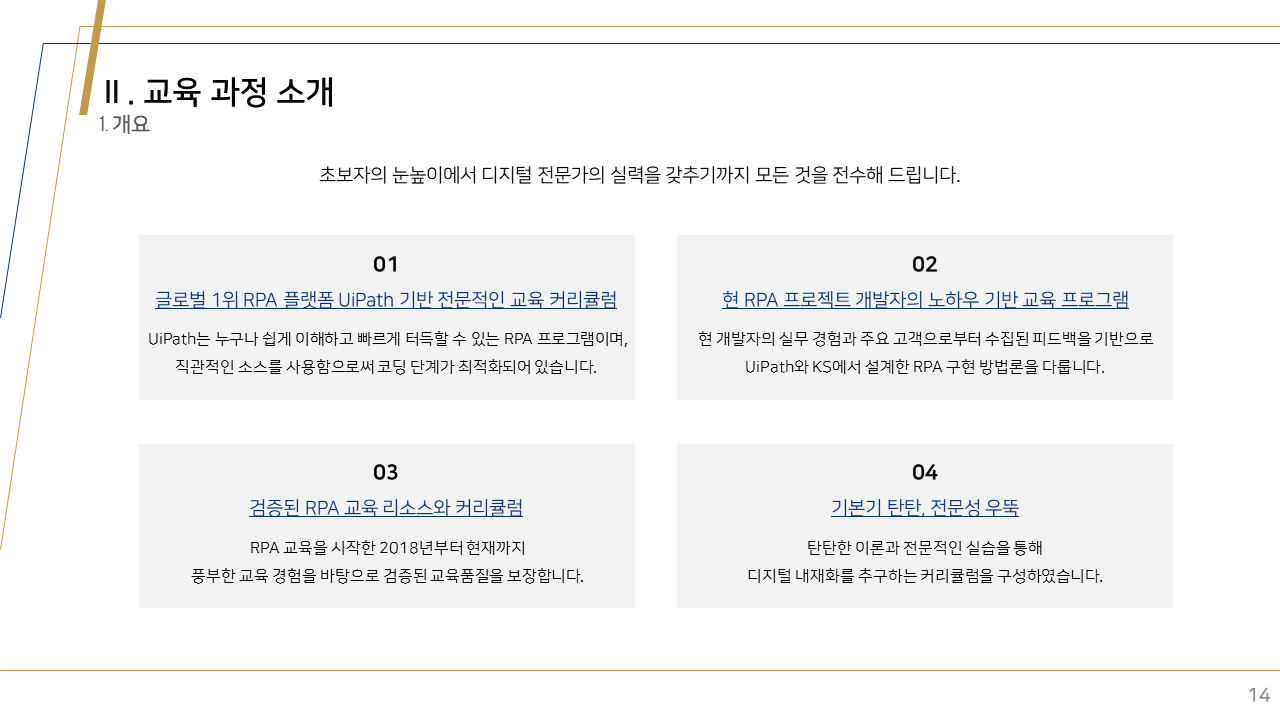 Ⅱ. 교육 과정 소개
1. 개요
초보자의 눈높이에서 디지털 전문가의 실력을 갖추기까지 모든 것을 전수해 드립니다.
01
글로벌 1위 RPA 플랫폼 UiPath 기반 전문적인 교육 커리큘럼
UiPath는 누구나 쉽게 이해하고 빠르게 터득할 수 있는 RPA 프로그램이며,
직관적인 소스를 사용함으로써 코딩 단계가 최적화되어 있습니다.
02
현 RPA 프로젝트 개발자의 노하우 기반 교육 프로그램
현 개발자의 실무 경험과 주요 고객으로부터 수집된 피드백을 기반으로
UiPath와 KS에서 설계한 RPA 구현 방법론을 다룹니다.
03
검증된 RPA 교육 리소스와 커리큘럼
RPA 교육을 시작한 2018년부터 현재까지
풍부한 교육 경험을 바탕으로 검증된 교육품질을 보장합니다.
04
기본기 탄탄, 전문성 우뚝
탄탄한 이론과 전문적인 실습을 통해
디지털 내재화를 추구하는 커리큘럼을 구성하였습니다.
14